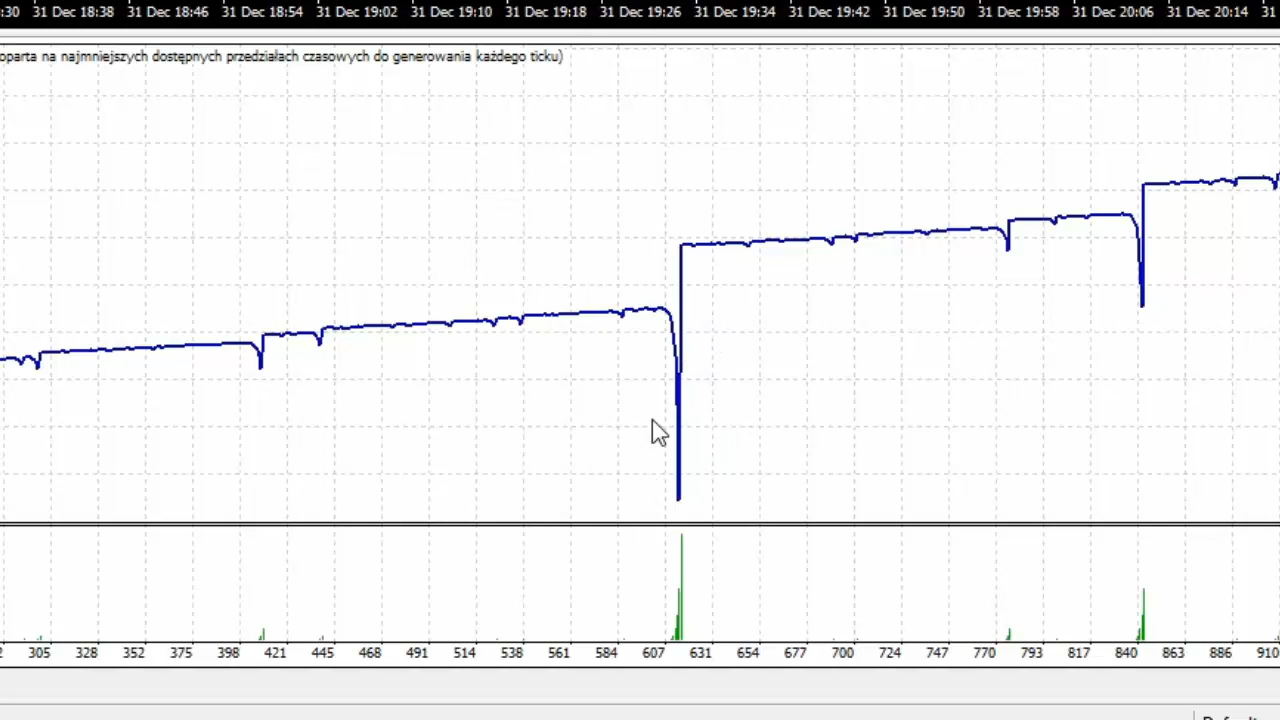 :30 31 Dec 18:38 31 Dec 18:46 31 Dec 18:54 31 Dec 19:02 31 Dec 19:10 31 Dec 19:18 31 Dec 19:26 31 Dec 19:34 31 Dec 19:42 31 Dec 19:50 31 Dec 19:58 31 Dec 20:06 31 Dec 20:14 31
oparta na najmniejszych dostępnych przedziałach czasowych do generowania każdego ticku)
2 305 328 352 375 398 421 445 468 491 514 538 561 584 607 631 654 677 700 724 747 770 793 817 840 863 886 910